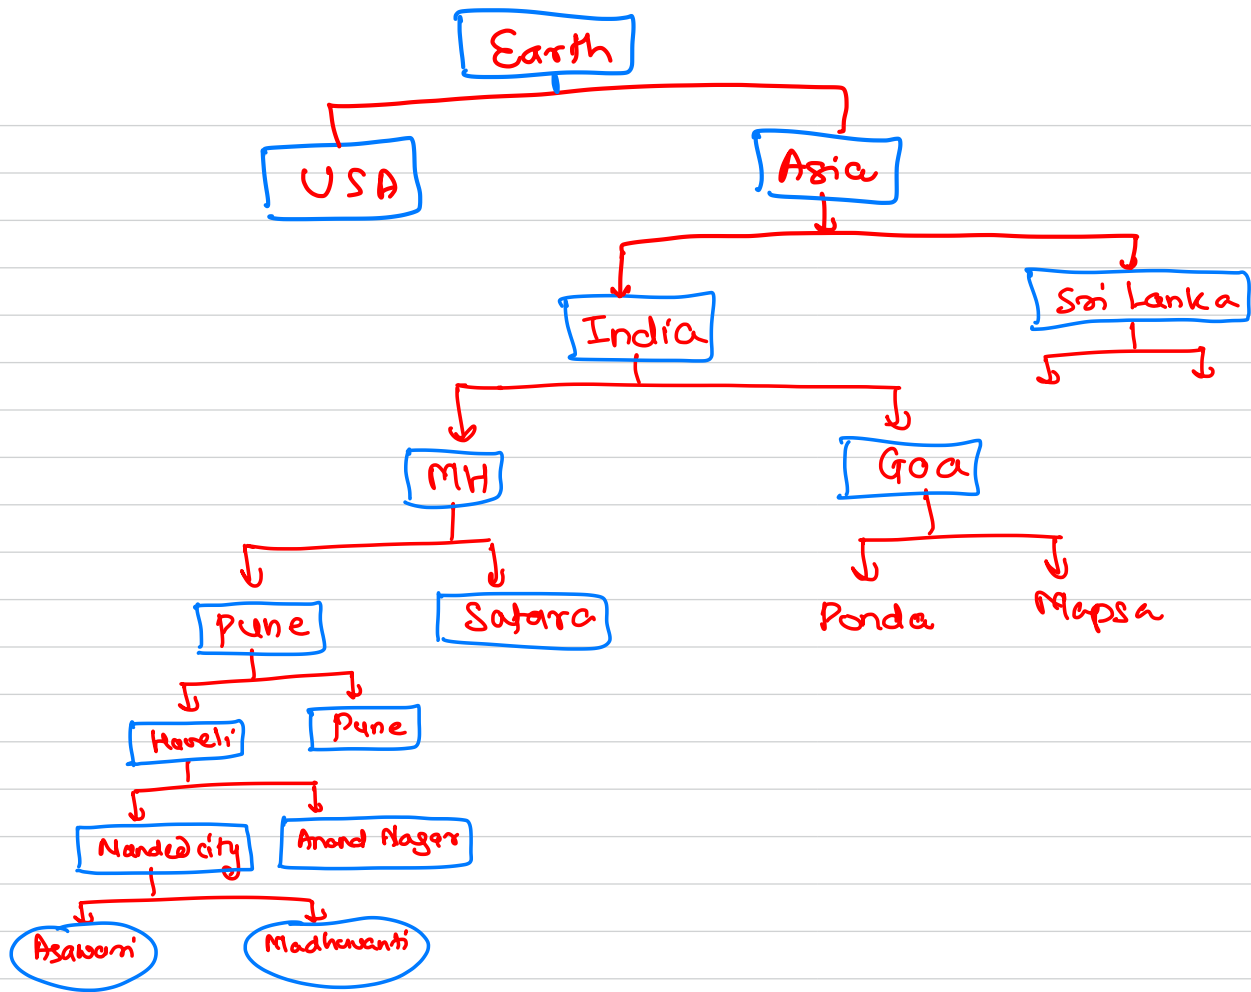 Earth
USA
Asia
India
Sri Lanka
MH
Goa
Pune
Satara
Ponda
Mapsa
Haveli
Pune
Nanded city
Anand Nagar
Asawari
Madhuwanti